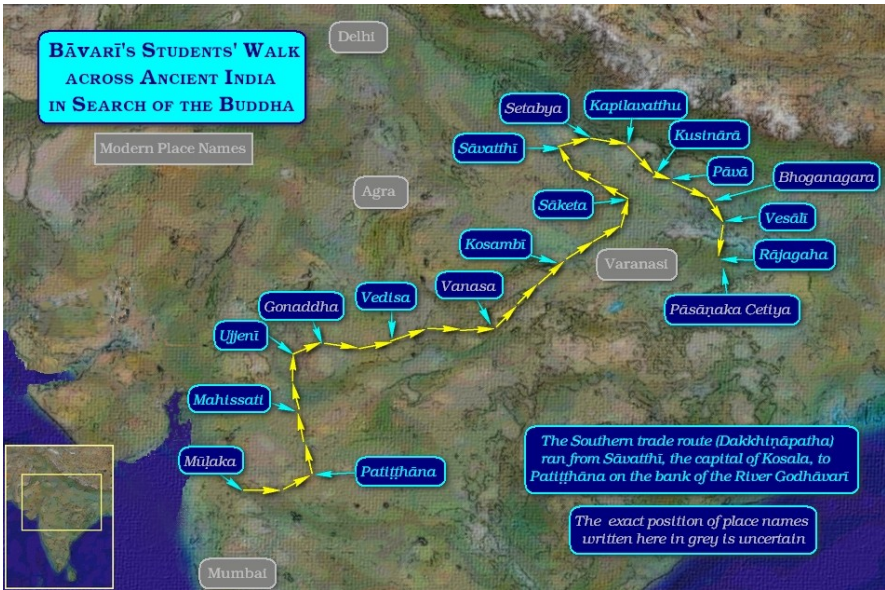 BĀVARĪ'S STUDENTS' WALK
ACROSS ANCIENT INDIA
IN SEARCH OF THE BUDDHA
Delhi
Modern Place Names
Setabya
Kapilavatthu
Sāvatthī
Kusinārā
Pāvā
Bhoganagara
Agra
Sāketa
Vesālī
Kosambī
Rājagaha
Varanasi
Vanasa
Vedisa
Gonaddha
Pāsāṇaka Cetiya
Ujjenī
Mahissati
Mūḷaka
Patiṭṭhāna
The Southern trade route (Dakkhiṇāpatha)
ran from Sāvatthī, the capital of Kosala, to
Patiṭṭhāna on the bank of the River Godhāvarī
The exact position of place names
written here in grey is uncertain
Mumbai